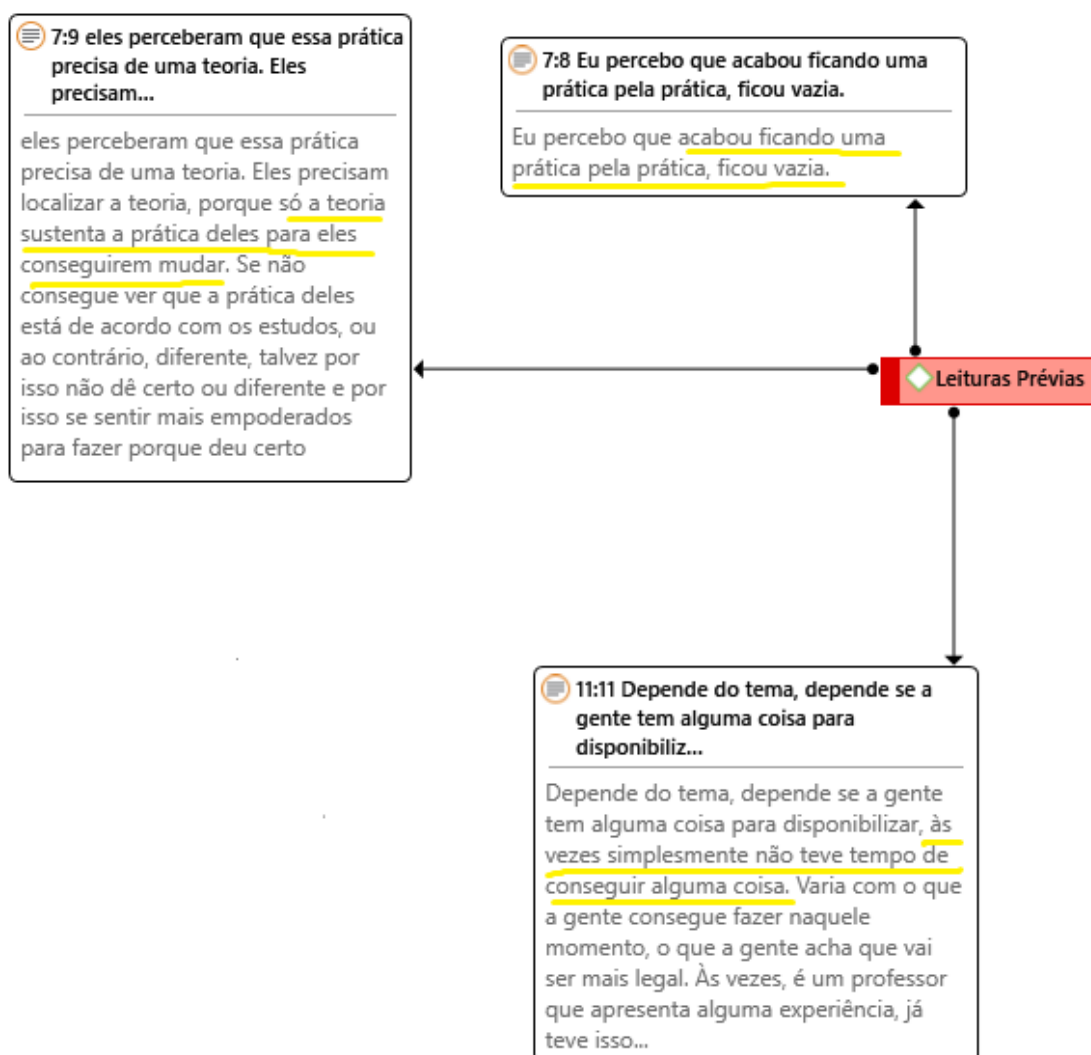 7:9 eles perceberam que essa prática
precisa de uma teoria. Eles
precisam...
eles perceberam que essa prática
precisa de uma teoria. Eles precisam
localizar a teoria, porque só a teoria
sustenta a prática deles para eles
conseguirem mudar. Se não
consegue ver que a prática deles
está de acordo com os estudos, ou
ao contrário, diferente, talvez por
isso não dê certo ou diferente e por
isso se sentir mais empoderados
para fazer porque deu certo
7:8 Eu percebo que acabou ficando uma
prática pela prática, ficou vazia.
Eu percebo que acabou ficando uma
prática pela prática, ficou vazia.
Leituras Prévias
11:11 Depende do tema, depende se a
gente tem alguma coisa para
disponibiliz...
Depende do tema, depende se a gente
tem alguma coisa para disponibilizar, às
vezes simplesmente não teve tempo de
conseguir alguma coisa. Varia com o que
a gente consegue fazer naquele
momento, o que a gente acha que vai
ser mais legal. Às vezes, é um professor
que apresenta alguma experiência, já
teve isso...